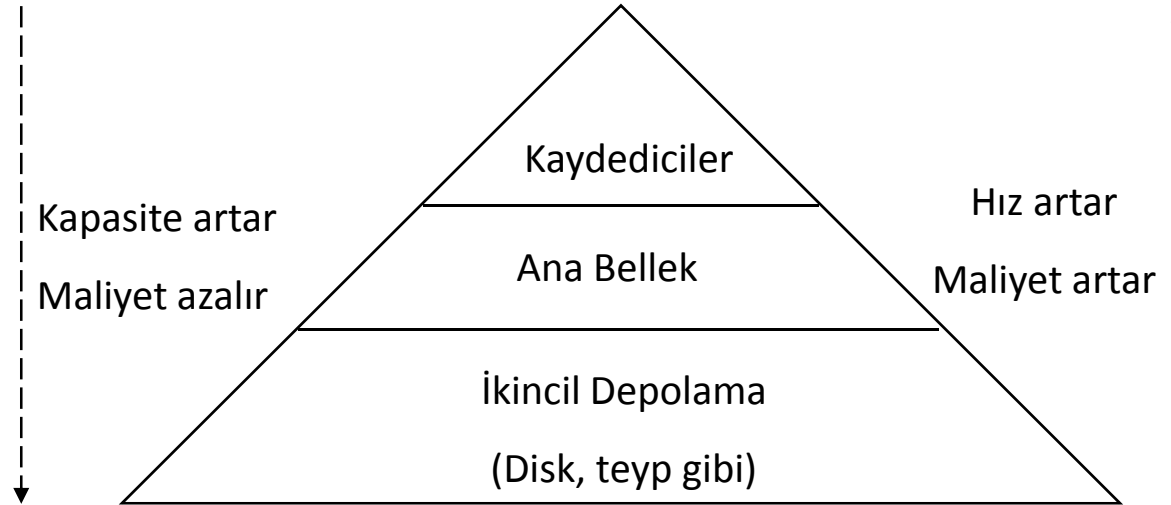 Kaydediciler
Kapasite artar
Maliyet azalır
Ana Bellek
Hız artar
Maliyet artar
İkincil Depolama
(Disk, teyp gibi)